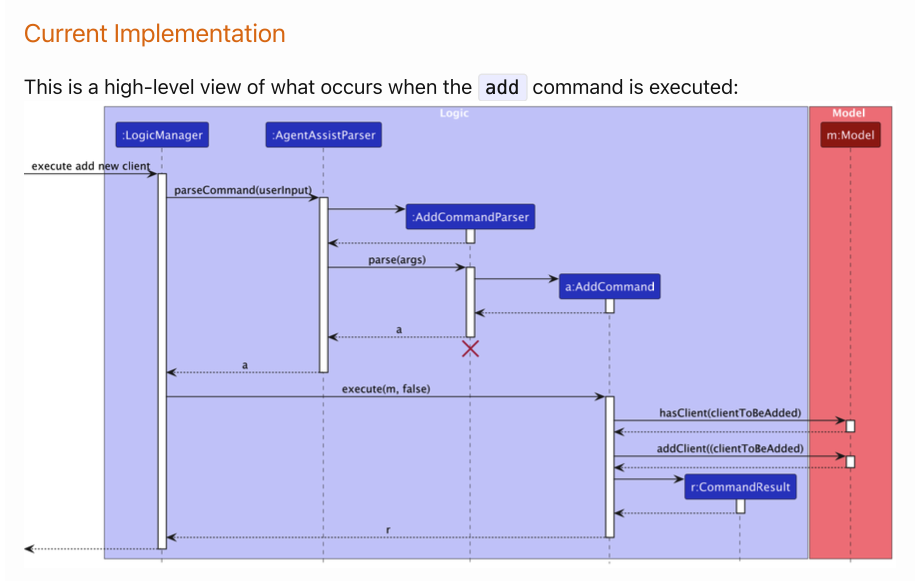 Current Implementation
This is a high-level view of what occurs when the add command is executed:
Logic
Model
:LogicManager
:AgentAssistParser
m:Model
execute add new client
parseCommand(userInput)
:AddCommandParser
parse(args)
a:AddCommand
a
a
execute(m, false)
hasClient(clientToBeAdded)
addClient((clientToBeAdded)
r:CommandResult
r